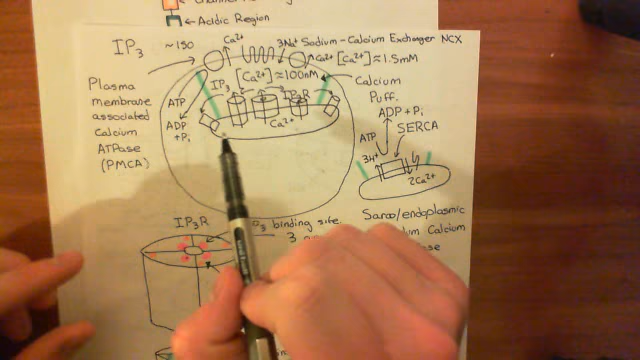 Acidic Region
IP3
~150
Ca²⁺
3Na⁺ Sodium-Calcium Exchanger NCX
Ca²⁺ [Ca²⁺]≈1.5mM
Plasma
membrane
associated
Calcium
ATPase
(PMCA)
ATP
ADP
+Pi
IP3
[Ca²⁺]≈100nM
IP3R
Ca²⁺
Calcium
Puff.
ADP+Pi
ATP
SERCA
3H⁺
2Ca²⁺
Sarco/endoplasmic
Calcium
IP3R
binding site.
3